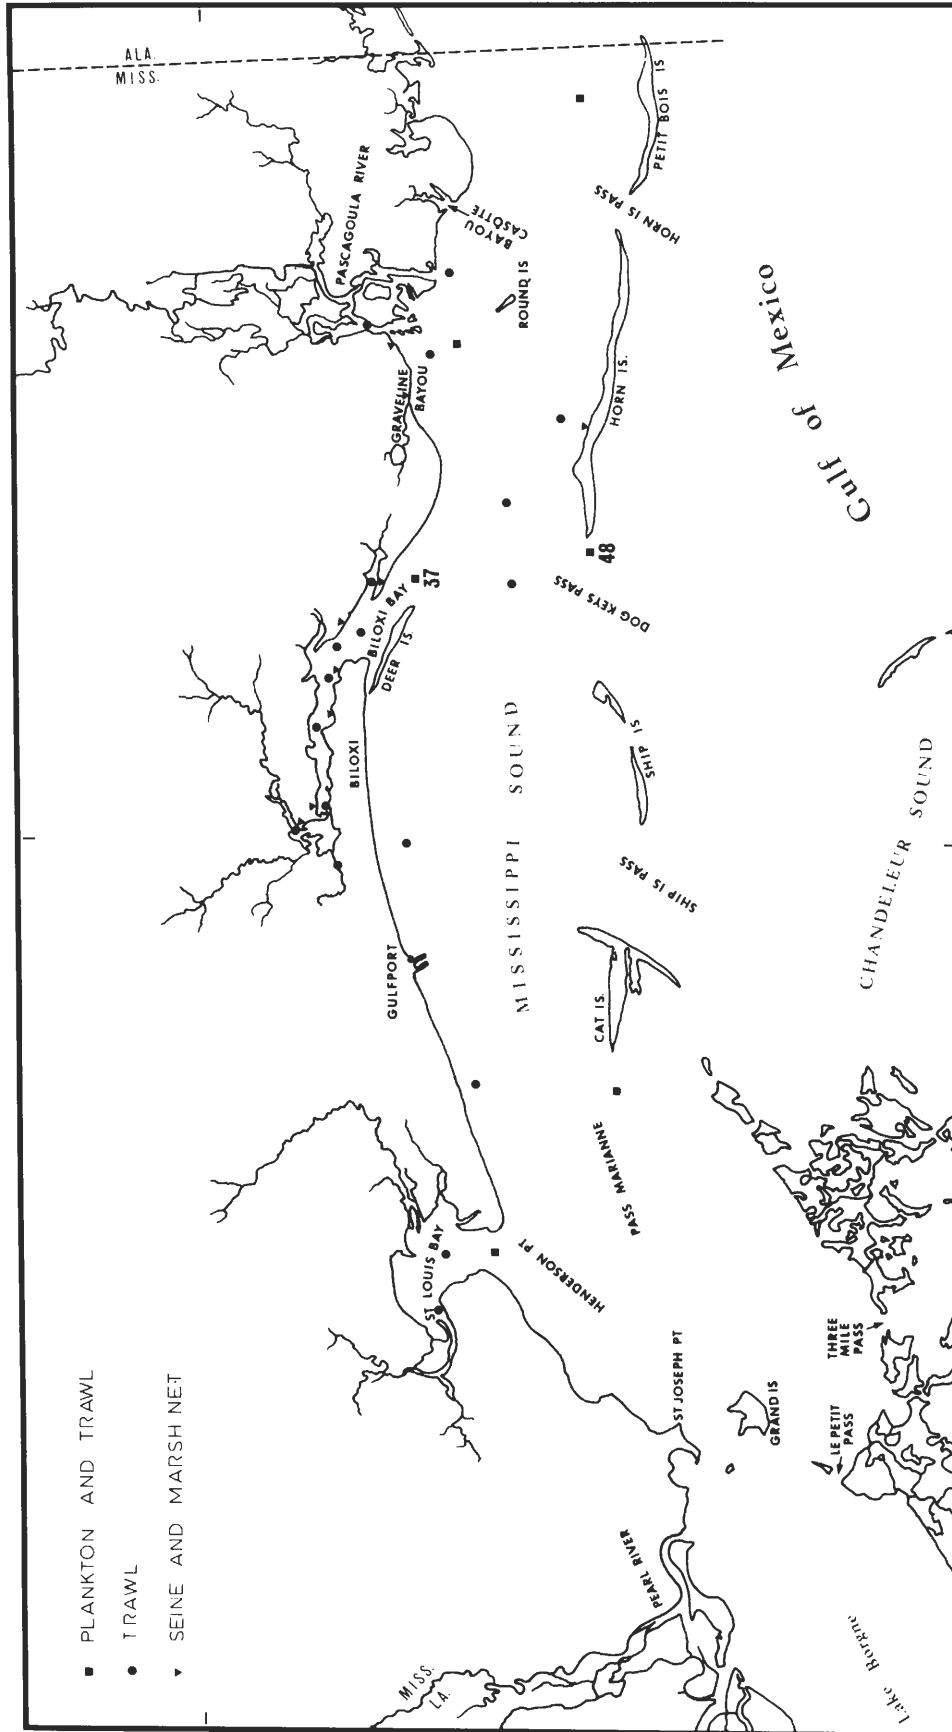 PLANKTON AND TRAWL
TRAWL
SEINE AND MARSH NET
ALA.
MISS.
MISS.
LA.
PEARL RIVER
ST LOUIS BAY
HENDERSON PT
ST JOSEPH PT
GRAND IS
LE PETIT
PASS
THREE
MILE
PASS
Lake Borgne
PASS MARIANNE
GULFPORT
CAT IS.
SHIP IS PASS
MISSISSIPPI SOUND
BILOXI
SHIP IS
CHANDELEUR SOUND
DEER IS.
BILOXI BAY
37
DOG KEYS PASS
48
GRAVELINE
BAYOU
HORN IS.
PASCAGOULA RIVER
ROUND IS
BAYOU
CASOTTE
HORN IS PASS
PETIT BOIS IS
Gulf of Mexico